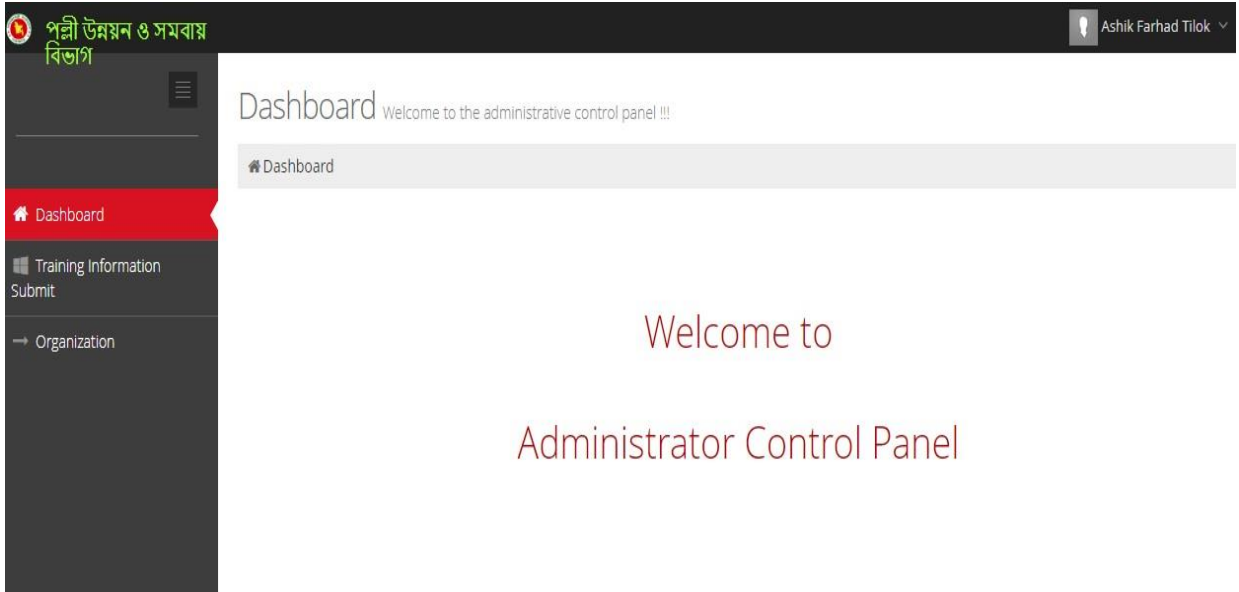 পল্লী উন্নয়ন ও সমবায়
বিভাগ
Ashik Farhad Tilok
Dashboard Welcome to the administrative control panel !!!
Dashboard
Dashboard
Training Information
Submit
Organization
Welcome to
Administrator Control Panel